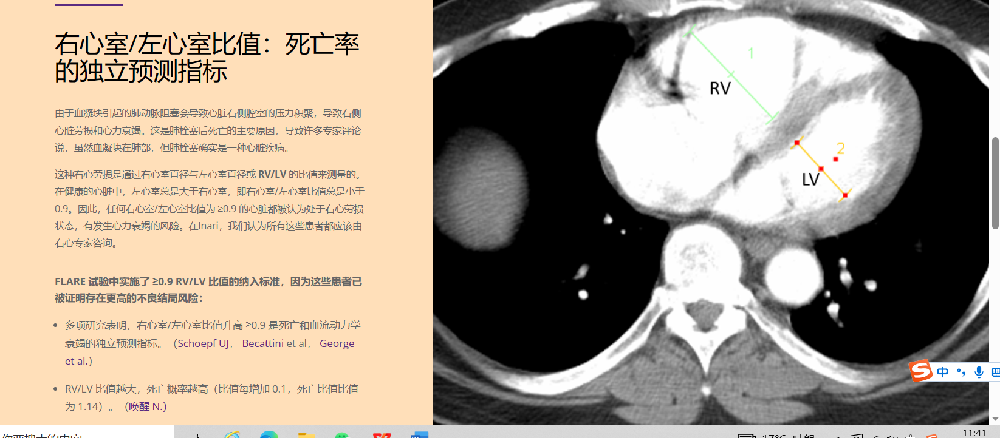 右心室/左心室比值：死亡率
的独立预测指标
由于血凝块引起的肺动脉阻塞会导致心脏右侧腔室的压力积聚，导致右侧
心脏劳损和心力衰竭。这是肺栓塞后死亡的主要原因，导致许多专家评论
说，虽然血凝块在肺部，但肺栓塞确实是一种心脏疾病。
这种右心劳损是通过右心室直径与左心室直径或 RV/LV 的比值来测量的。
在健康的心脏中，左心室总是大于右心室，即右心室/左心室比值总是小于
0.9。因此，任何右心室/左心室比值为 ≥0.9 的心脏都被认为处于右心劳损
状态，有发生心力衰竭的风险。在Inari，我们认为所有这些患者都应该由
右心专家咨询。
FLARE 试验中实施了 ≥0.9 RV/LV 比值的纳入标准，因为这些患者已
被证明存在更高的不良结局风险：
• 多项研究表明，右心室/左心室比值升高 ≥0.9 是死亡和血流动力学
衰竭的独立预测指标。（Schoepf UJ， Becattini et al， George
et al.）
• RV/LV 比值越大，死亡概率越高（比值每增加 0.1，死亡比值比值
为 1.14）。（唤醒 N.）
1
RV
2
LV
中
17°C 晴朗
11:41